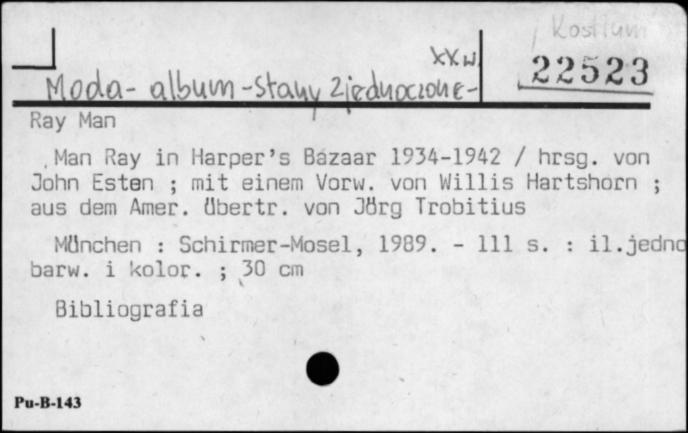 Kostium
XX w.
22523
Moda - album - Stany Zjednoczone -
Ray Man
Man Ray in Harper's Bazaar 1934-1942 / hrsg. von
John Esten ; mit einem Vorw. von Willis Hartshorn ;
aus dem Amer. Übertr. von Jörg Trobitius
München : Schirmer-Mosel, 1989. - 111 s. : il.jedno
barw. i kolor. ; 30 cm
Bibliografia
Pu-B-143